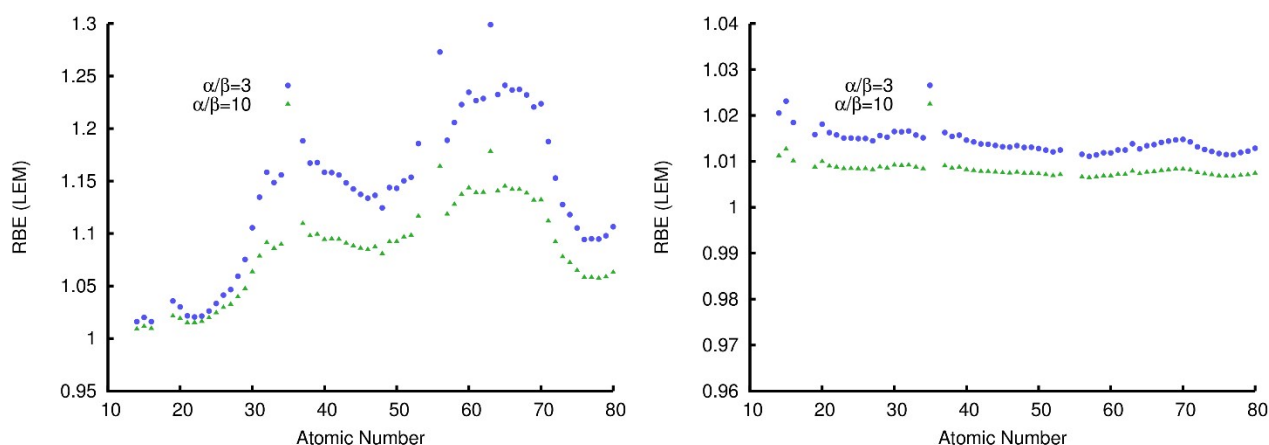 1.3
1.25
1.2
1.15
1.1
1.05
1
0.95
RBE (LEM)
α/β=3
α/β=10
10 20 30 40 50 60 70 80
Atomic Number
1.04
1.03
1.02
1.01
1
0.99
0.98
0.97
0.96
RBE (LEM)
α/β=3
α/β=10
10 20 30 40 50 60 70 80
Atomic Number